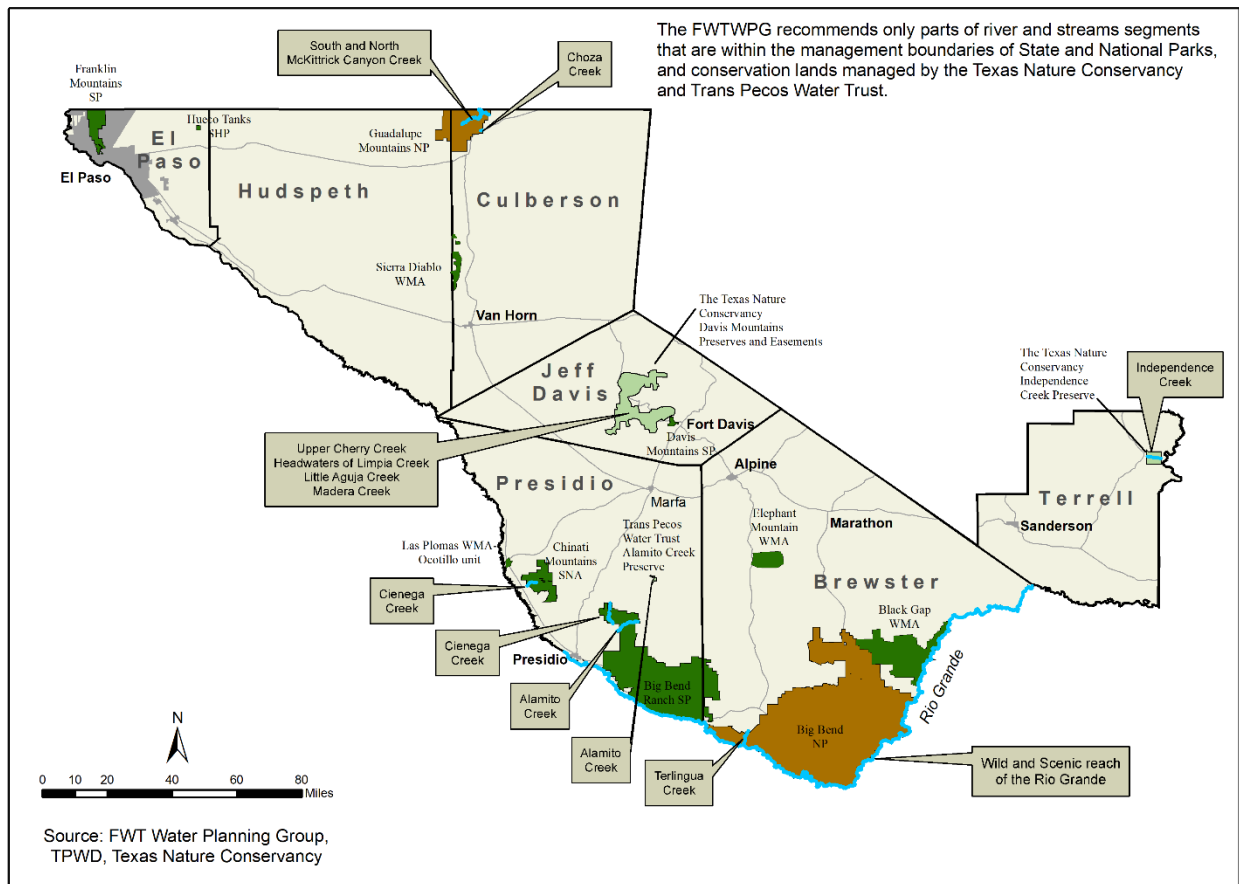 The FWTWPG recommends only parts of river and streams segments
that are within the management boundaries of State and National Parks,
and conservation lands managed by the Texas Nature Conservancy
and Trans Pecos Water Trust.
South and North
McKittrick Canyon Creek
Choza
Creek
Franklin
Mountains
SP
Hueco Tanks
SHP
Guadalupe
Mountains NP
El
Paso
El Paso
Hudspeth
Culberson
Sierra Diablo
WMA
Van Horn
The Texas Nature
Conservancy
Davis Mountains
Preserves and Easements
The Texas Nature
Conservancy
Independence
Creek Preserve
Independence
Creek
Jeff
Davis
Fort Davis
Davis
Mountains SP
Upper Cherry Creek
Headwaters of Limpia Creek
Little Aguja Creek
Madera Creek
Presidio
Alpine
Marfa
Elephant
Mountain
WMA
Marathon
Terrell
Sanderson
Trans Pecos
Water Trust
Alamito Creek
Preserve
Las Plomas WMA-
Ocotillo unit
Chinati
Mountains
SNA
Brewster
Cienega
Creek
Black Gap
WMA
Cienega
Creek
Presidio
Alamito
Creek
Big Bend
Ranch SP
Rio Grande
Big Bend
NP
Alamito
Creek
Terlingua
Creek
Wild and Scenic reach
of the Rio Grande
N
0 10 20 40 60 80
Miles
Source: FWT Water Planning Group,
TPWD, Texas Nature Conservancy